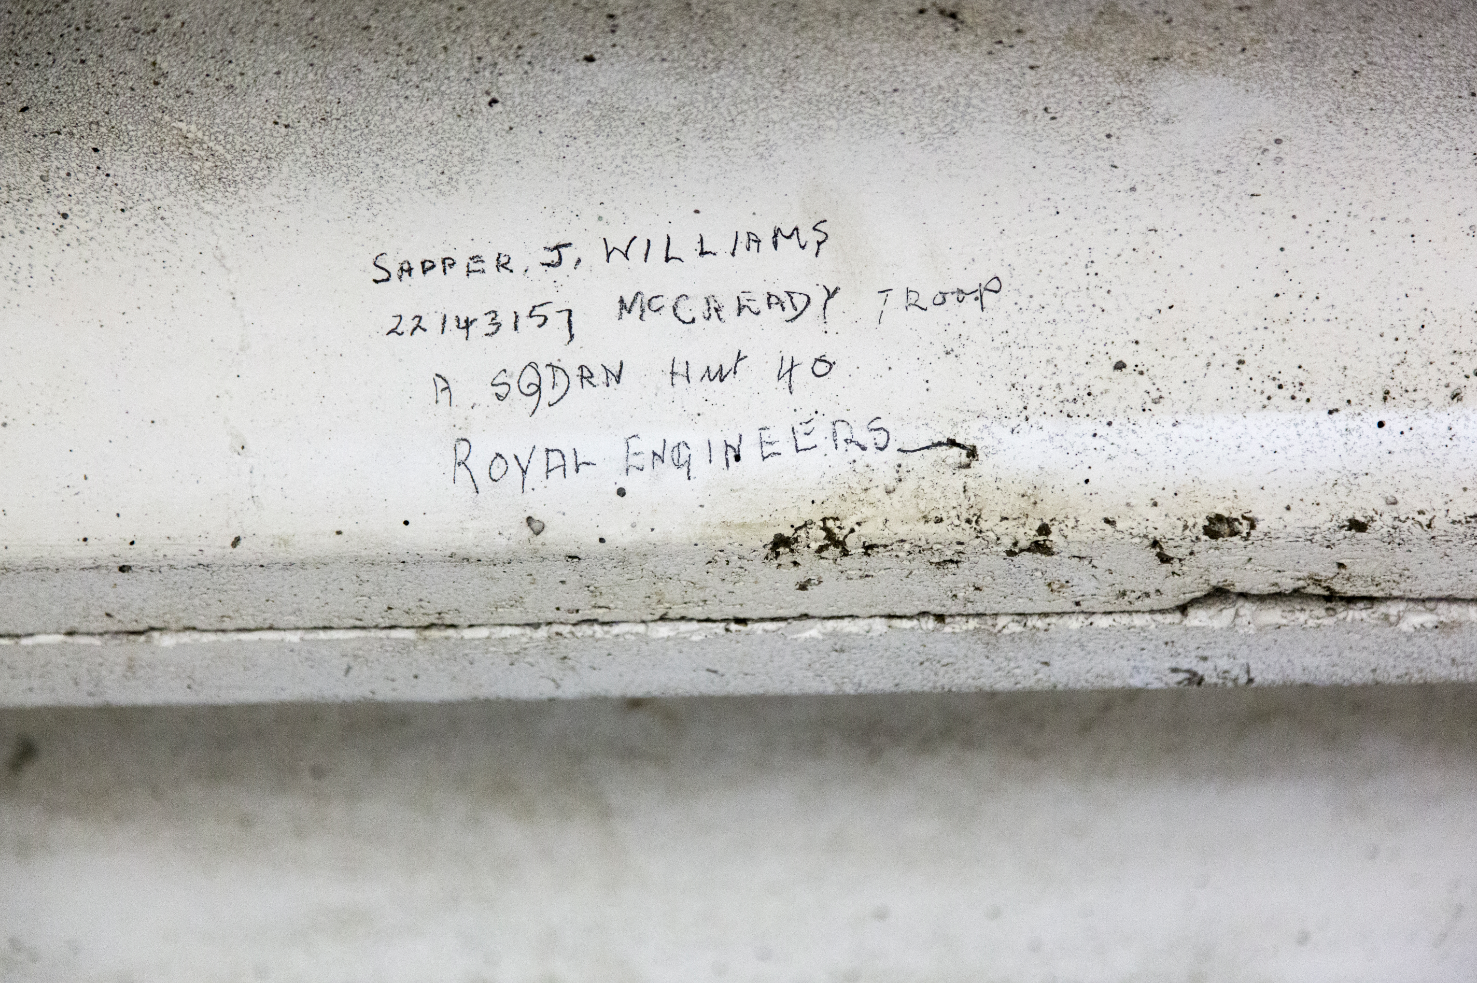 SAPPER. J. WILLIAMS
22143157 McCREADY TROOP
A. SQDRN Hut 40
ROYAL ENGINEERS